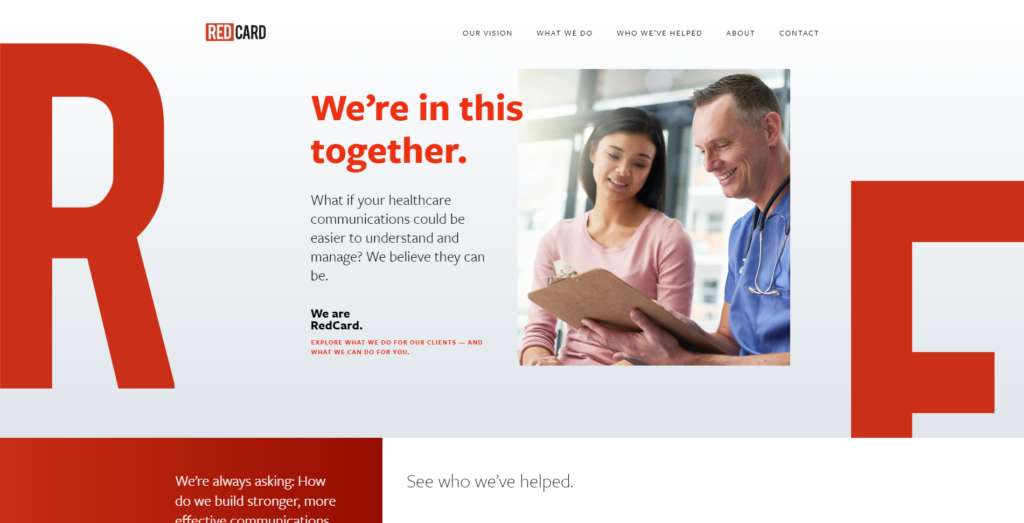 REDCARD
OUR VISION
WHAT WE DO
WHO WE'VE HELPED
ABOUT
CONTACT
R
We're in this
together.
What if your healthcare
communications could be
easier to understand and
manage? We believe they can
be.
We are
RedCard.
EXPLORE WHAT WE DO FOR OUR CLIENTS — AND
WHAT WE CAN DO FOR YOU.
We're always asking: How
do we build stronger, more
effective communications
See who we've helped.